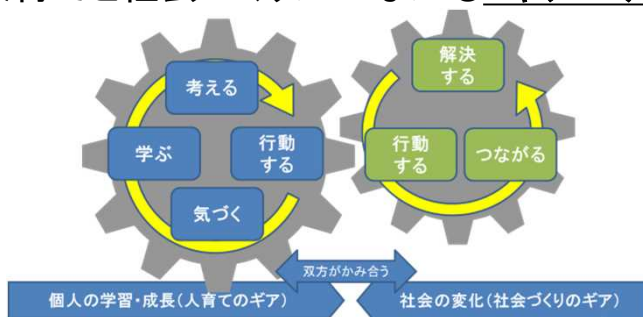 考える
学ぶ
行動
する
気づく
解決
する
行動
する
つながる
双方がかみ合う
個人の学習・成長(人育てのギア)
社会の変化(社会づくりのギア)